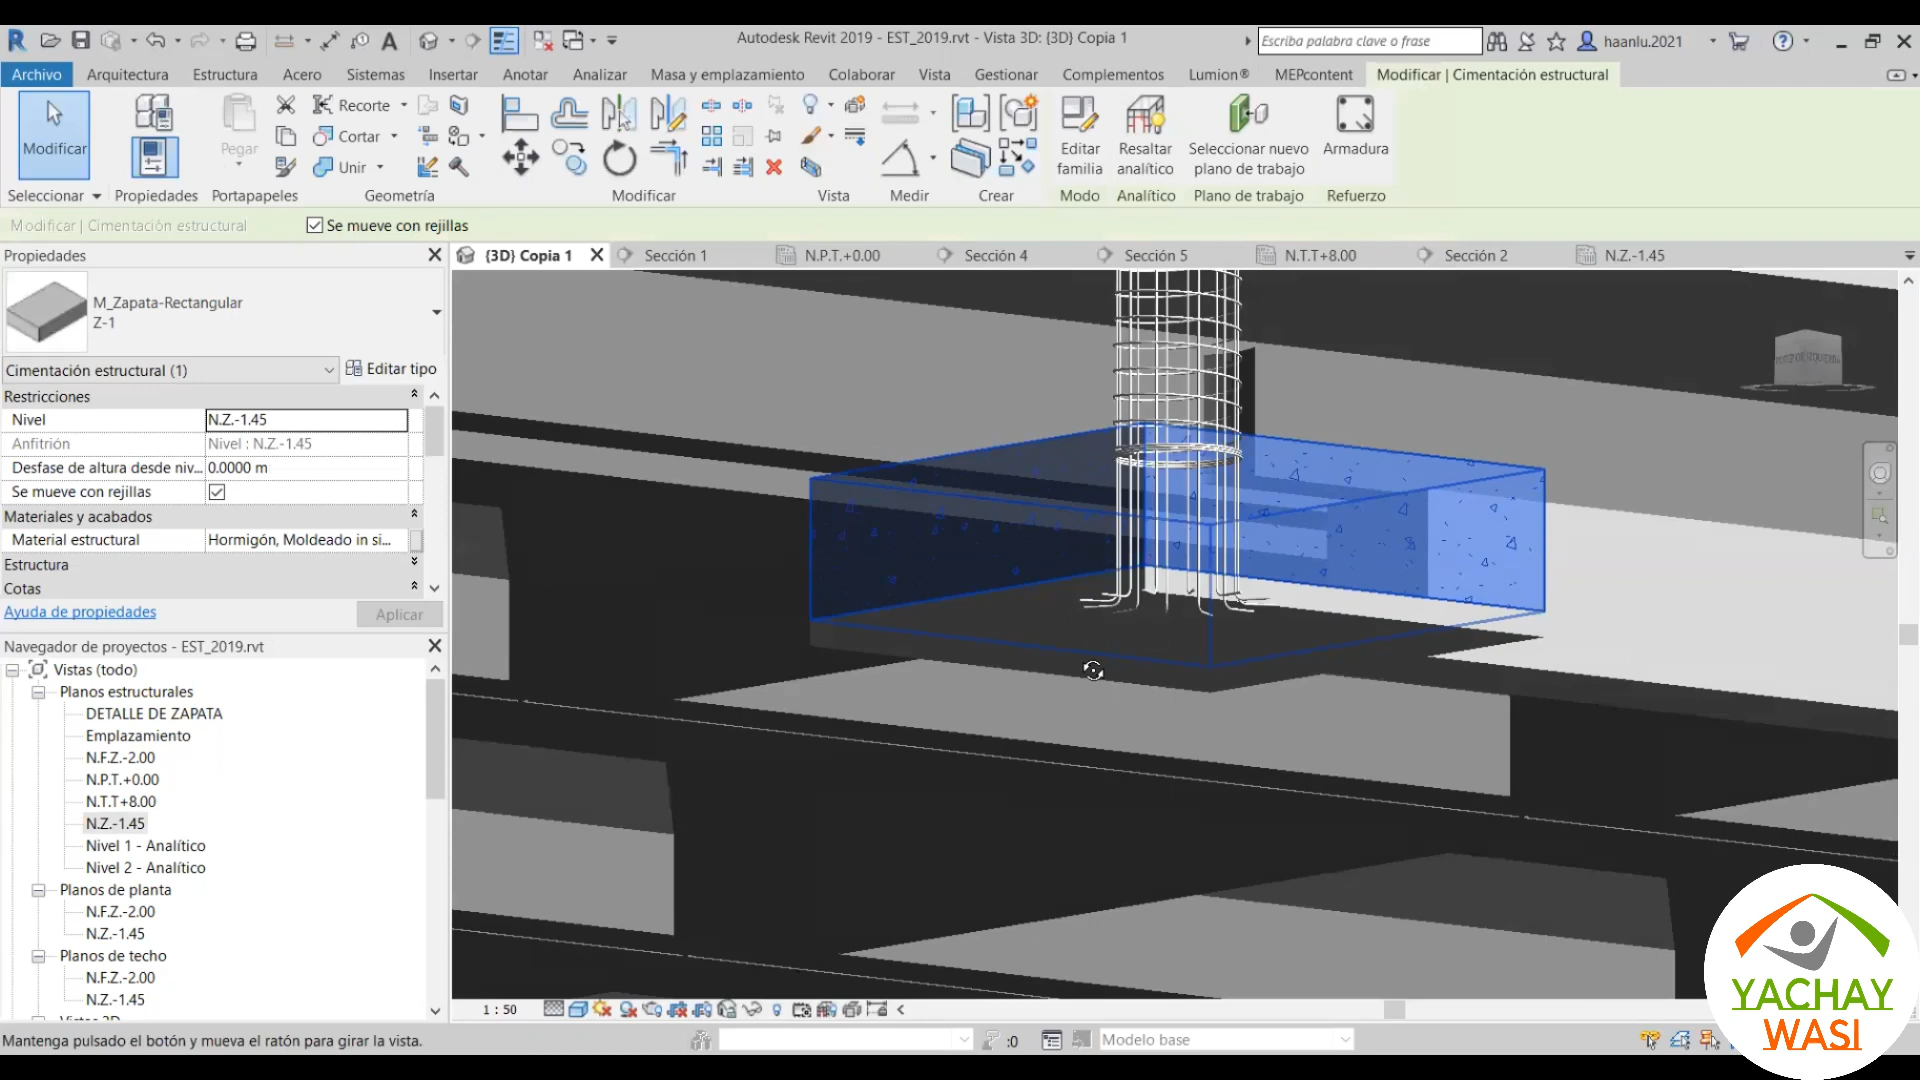 Autodesk Revit 2019 - EST_2019.rvt - Vista 3D: {3D} Copia 1
Escriba palabra clave o frase
haanlu.2021
Archivo
Arquitectura
Estructura
Acero
Sistemas
Insertar
Anotar
Analizar
Masa y emplazamiento
Colaborar
Vista
Gestionar
Complementos
Lumion®
MEPcontent
Modificar | Cimentación estructural
Modificar
Pegar
Recorte
Cortar
Unir
Editar familia
Resaltar analítico
Seleccionar nuevo plano de trabajo
Armadura
Seleccionar
Propiedades
Portapapeles
Geometría
Modificar
Vista
Medir
Crear
Modo
Analítico
Plano de trabajo
Refuerzo
Modificar | Cimentación estructural
Se mueve con rejillas
Propiedades
{3D} Copia 1
Sección 1
N.P.T.+0.00
Sección 4
Sección 5
N.T.T+8.00
Sección 2
N.Z.-1.45
M_Zapata-Rectangular
Z-1
Cimentación estructural (1)
Editar tipo
Restricciones
Nivel
N.Z.-1.45
Anfitrión
Nivel : N.Z.-1.45
Desfase de altura desde niv...
0.0000 m
Se mueve con rejillas
Materiales y acabados
Material estructural
Hormigón, Moldeado in si...
Estructura
Cotas
Ayuda de propiedades
Aplicar
Navegador de proyectos - EST_2019.rvt
Vistas (todo)
Planos estructurales
DETALLE DE ZAPATA
Emplazamiento
N.F.Z.-2.00
N.P.T.+0.00
N.T.T+8.00
N.Z.-1.45
Nivel 1 - Analítico
Nivel 2 - Analítico
Planos de planta
N.F.Z.-2.00
N.Z.-1.45
Planos de techo
N.F.Z.-2.00
N.Z.-1.45
1 : 50
Mantenga pulsado el botón y mueva el ratón para girar la vista.
:0
Modelo base
YACHAY
WASI